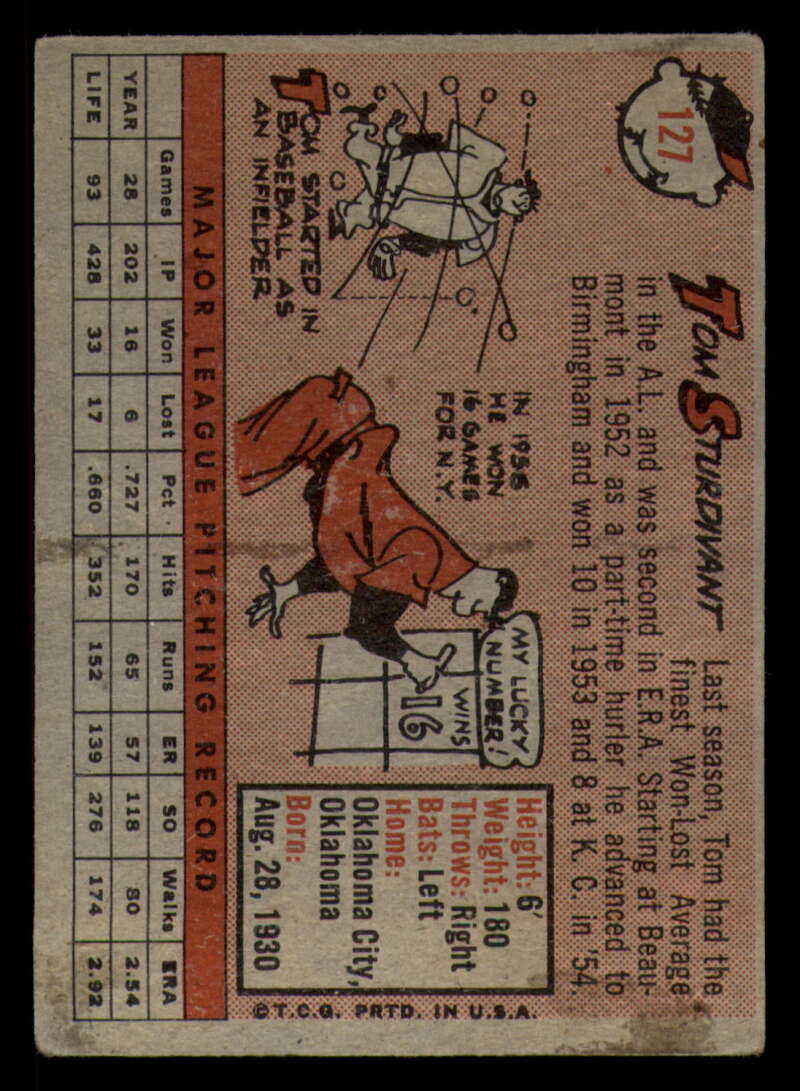 127
TOM STURDIVANT
Last season, Tom had the
finest Won-Lost Average
in the A.L. and was second in E.R.A. Starting at Beau-
mont in 1952 as a part-time hurler he advanced to
Birmingham and won 10 in 1953 and 8 at K. C. in '54.
TOM STARTED IN
BASEBALL AS
AN INFIELDER
IN 1956
HE WON
16 GAMES
FOR N.Y.
MY LUCKY
NUMBER!
WINS
16
Height: 6'
Weight: 180
Throws: Right
Bats: Left
Home:
Oklahoma City,
Oklahoma
Born:
Aug. 28, 1930
© T.C.G. PRTD. IN U.S.A.
MAJOR LEAGUE PITCHING RECORD
Games IP Won Lost Pct. Hits Runs ER SO Walks ERA
YEAR 28 202 16 6 .727 170 65 57 118 80 2.54
LIFE 93 428 33 17 .660 352 152 139 276 174 2.92